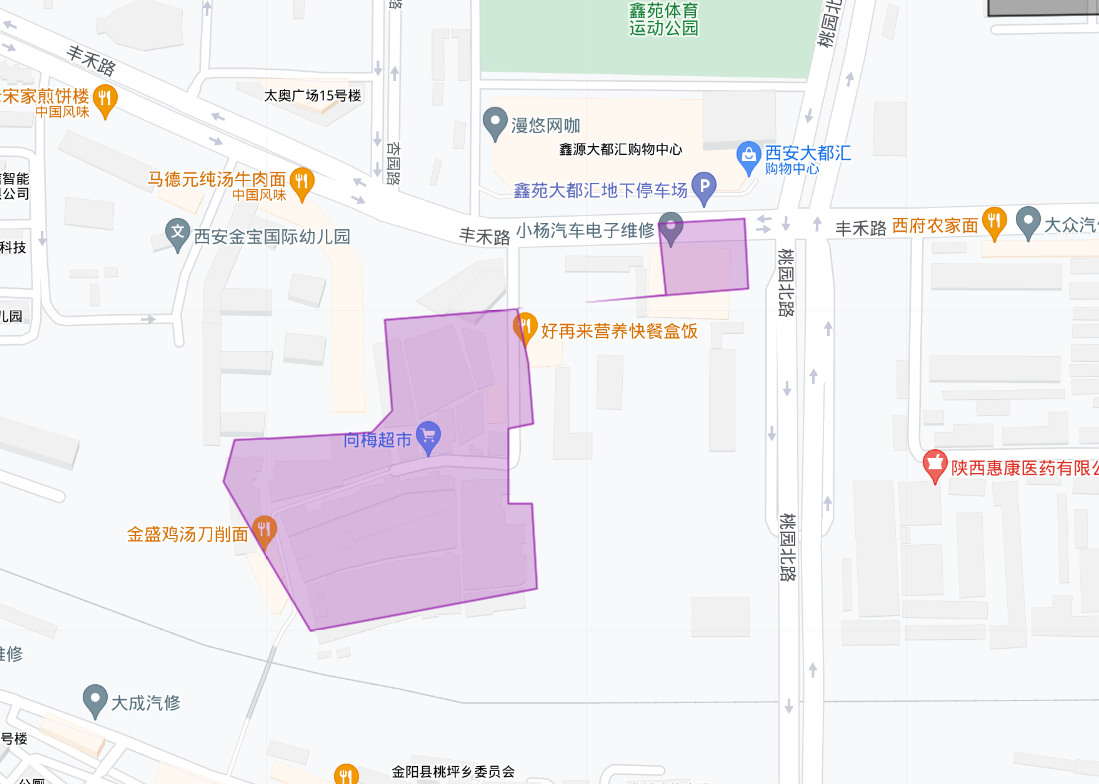 鑫苑体育
运动公园
桃园北
丰禾路
宋家煎饼楼
中国风味
太奥广场15号楼
漫悠网咖
鑫源大都汇购物中心
西安大都汇
购物中心
杏园路
智能
公司
马德元纯汤牛肉面
中国风味
鑫苑大都汇地下停车场
西安金宝国际幼儿园
丰禾路
小杨汽车电子维修
丰禾路
西府农家面
大众汽
科技
桃园北路
儿园
好再来营养快餐盒饭
向梅超市
陕西惠康医药有限公
金盛鸡汤刀削面
桃园北路
维修
大成汽修
号楼
金阳县桃坪乡委员会
公厕